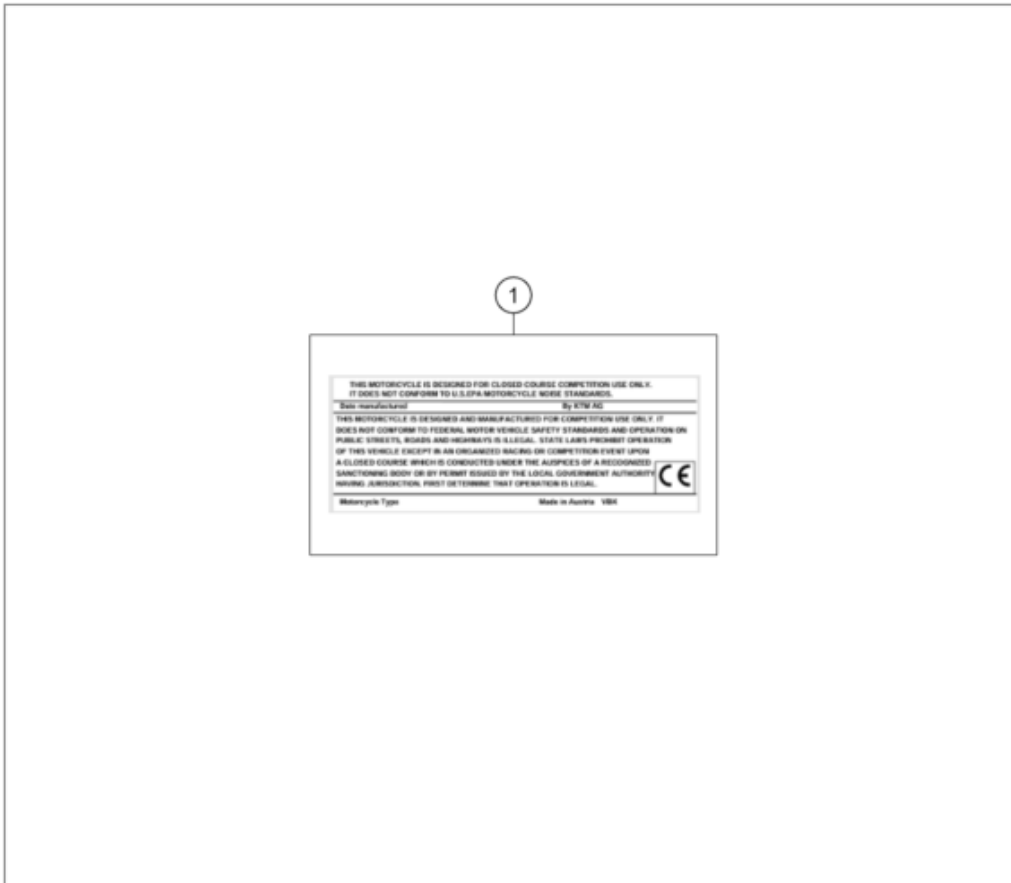 1
THIS MOTORCYCLE IS DESIGNED FOR CLOSED COURSE COMPETITION USE ONLY.
IT DOES NOT CONFORM TO U.S.EPA MOTORCYCLE NOISE STANDARDS.
Date manufactured By KTM AG
THIS MOTORCYCLE IS DESIGNED AND MANUFACTURED FOR COMPETITION USE ONLY. IT
DOES NOT CONFORM TO FEDERAL MOTOR VEHICLE SAFETY STANDARDS AND OPERATION ON
PUBLIC STREETS, ROADS AND HIGHWAYS IS ILLEGAL. STATE LAWS PROHIBIT OPERATION
OF THIS VEHICLE EXCEPT IN AN ORGANIZED RACING OR COMPETITION EVENT UPON
A CLOSED COURSE WHICH IS CONDUCTED UNDER THE AUSPICES OF A RECOGNIZED
SANCTIONING BODY OR BY PERMIT ISSUED BY THE LOCAL GOVERNMENT AUTHORITY
HAVING JURISDICTION. FIRST DETERMINE THAT OPERATION IS LEGAL.
CE
Motorcycle Type Made in Austria